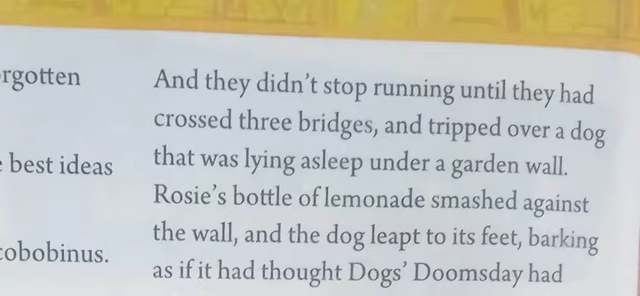 rgotten
best ideas
cobobinus.
And they didn't stop running until they had
crossed three bridges, and tripped over a dog
that was lying asleep under a garden wall.
Rosie's bottle of lemonade smashed against
the wall, and the dog leapt to its feet, barking
as if it had thought Dogs' Doomsday had